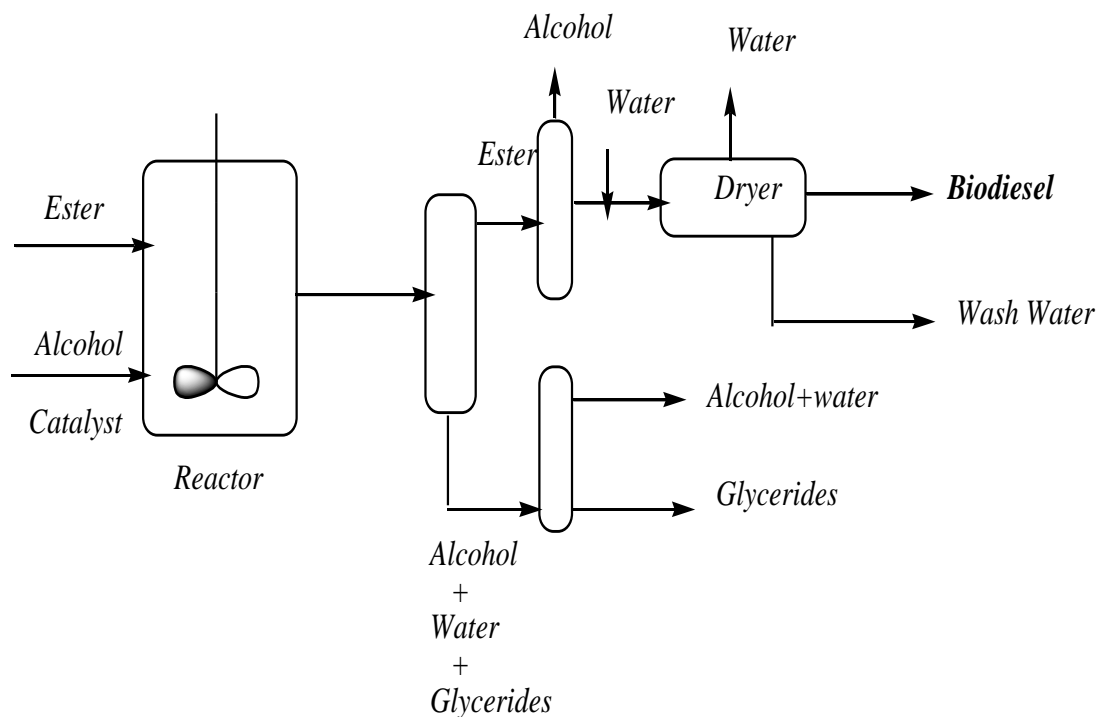 Alcohol
Water
Water
Ester
Ester
Dryer
Biodiesel
Wash Water
Alcohol
Catalyst
Reactor
Alcohol+water
Glycerides
Alcohol
+
Water
+
Glycerides